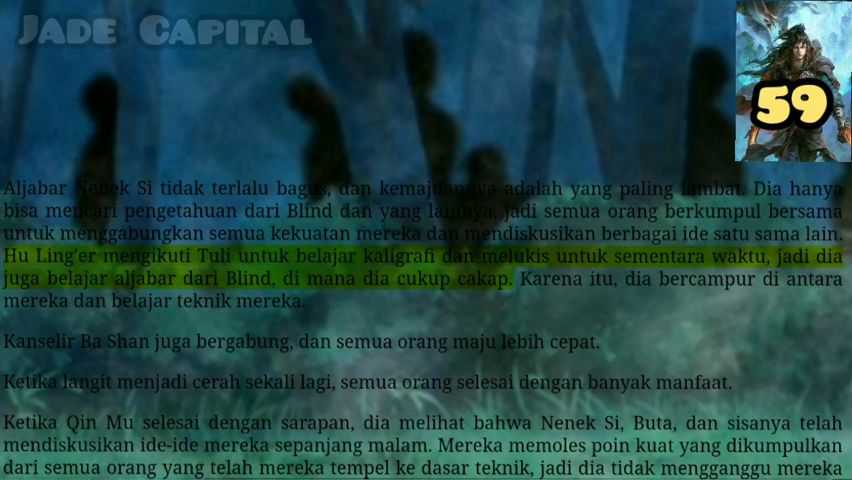 JADE CAPITAL
59
Aljabar Nenek Si tidak terlalu bagus, dan kemajuannya adalah yang paling lambat. Dia hanya
bisa mencari pengetahuan dari Blind dan yang lainnya, jadi semua orang berkumpul bersama
untuk menggabungkan semua kekuatan mereka dan mendiskusikan berbagai ide satu sama lain.
Hu Ling'er mengikuti Tuli untuk belajar kaligrafi dan melukis untuk sementara waktu, jadi dia
juga belajar aljabar dari Blind, di mana dia cukup cakap. Karena itu, dia bercampur di antara
mereka dan belajar teknik mereka.
Kanselir Ba Shan juga bergabung, dan semua orang maju lebih cepat.
Ketika langit menjadi cerah sekali lagi, semua orang selesai dengan banyak manfaat.
Ketika Qin Mu selesai dengan sarapan, dia melihat bahwa Nenek Si, Buta, dan sisanya telah
mendiskusikan ide-ide mereka sepanjang malam. Mereka memoles poin kuat yang dikumpulkan
dari semua orang yang telah mereka tempel ke dasar teknik, jadi dia tidak mengganggu mereka